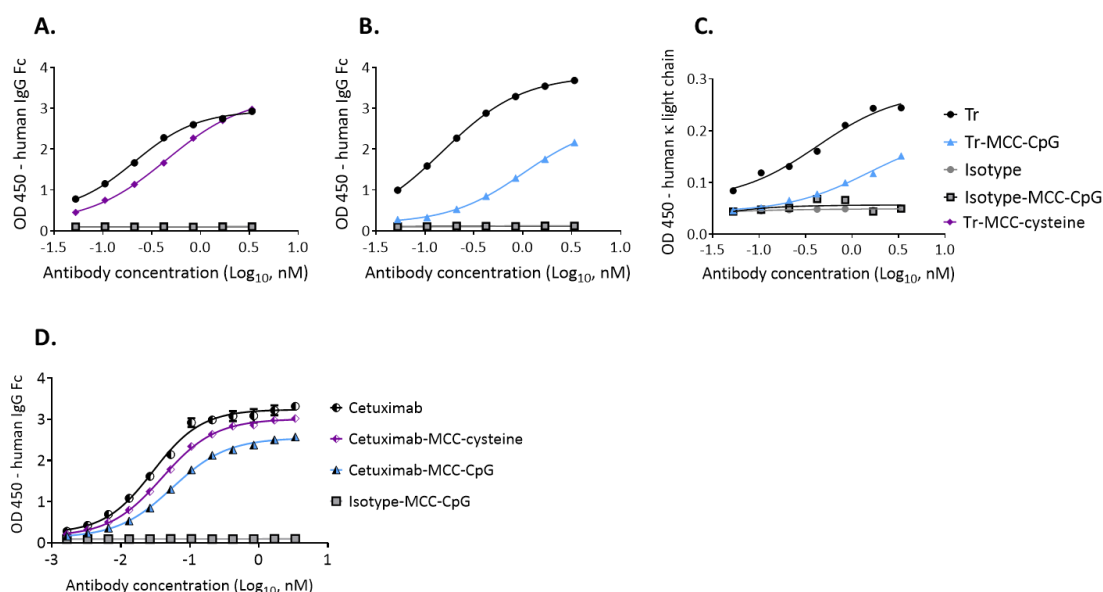 A.
OD 450 - human IgG Fc
4
3
2
1
0
-1.5 -1.0 -0.5 0.0 0.5 1.0
Antibody concentration (Log10, nM)
B.
OD 450 - human IgG Fc
4
3
2
1
0
-1.5 -1.0 -0.5 0.0 0.5 1.0
Antibody concentration (Log10, nM)
C.
OD 450 - human κ light chain
0.3
0.2
0.1
0.0
-1.5 -1.0 -0.5 0.0 0.5 1.0
Antibody concentration (Log10, nM)
Tr
Tr-MCC-CpG
Isotype
Isotype-MCC-CpG
Tr-MCC-cysteine
D.
OD 450 - human IgG Fc
4
3
2
1
0
-3 -2 -1 0 1
Antibody concentration (Log10, nM)
Cetuximab
Cetuximab-MCC-cysteine
Cetuximab-MCC-CpG
Isotype-MCC-CpG